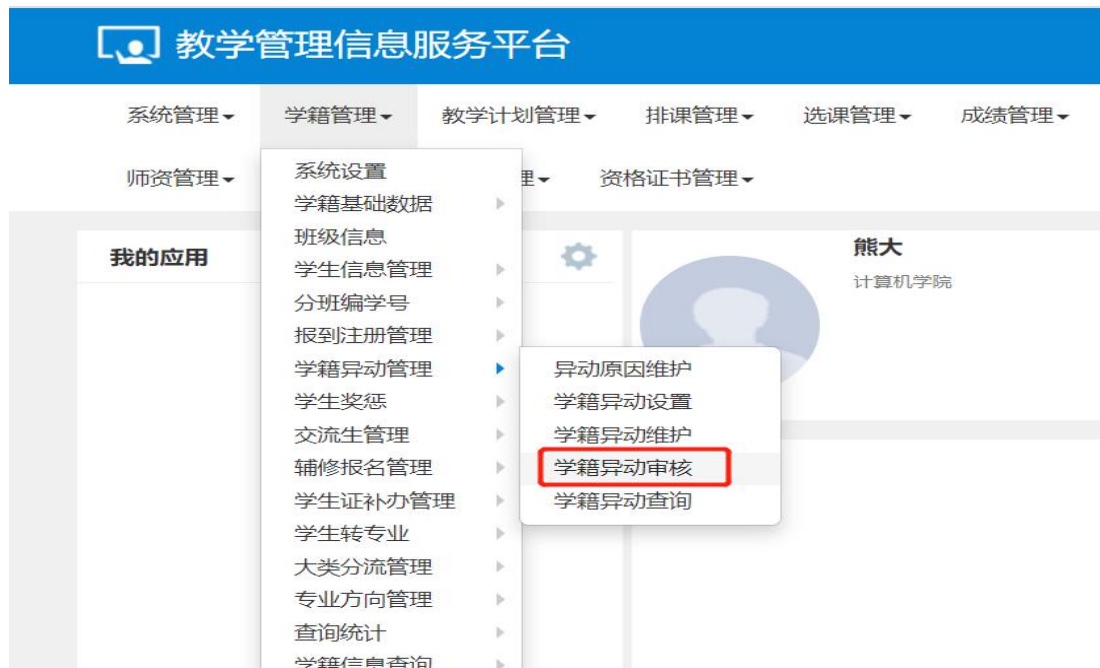 教学管理信息服务平台
系统管理 学籍管理 教学计划管理 排课管理 选课管理 成绩管理
师资管理 理 资格证书管理
我的应用
熊大
计算机学院
系统设置
学籍基础数据
班级信息
学生信息管理
分班编学号
报到注册管理
学籍异动管理
学生奖惩
交流生管理
辅修报名管理
学生证补办管理
学生转专业
大类分流管理
专业方向管理
查询统计
学籍信息查询
异动原因维护
学籍异动设置
学籍异动维护
学籍异动审核
学籍异动查询